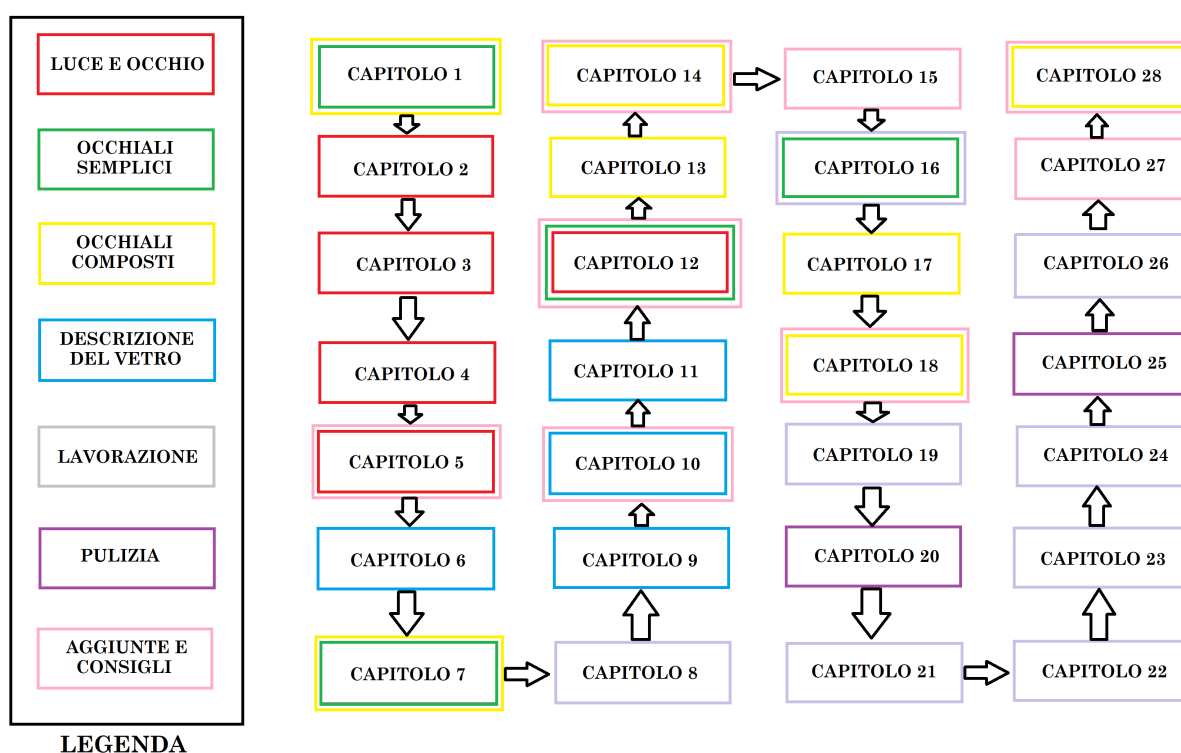 LUCE E OCCHIO
OCCHIALI
SEMPLICI
OCCHIALI
COMPOSTI
DESCRIZIONE
DEL VETRO
LAVORAZIONE
PULIZIA
AGGIUNTE E
CONSIGLI
LEGENDA
CAPITOLO 1
CAPITOLO 2
CAPITOLO 3
CAPITOLO 4
CAPITOLO 5
CAPITOLO 6
CAPITOLO 7
CAPITOLO 8
CAPITOLO 9
CAPITOLO 10
CAPITOLO 11
CAPITOLO 12
CAPITOLO 13
CAPITOLO 14
CAPITOLO 15
CAPITOLO 16
CAPITOLO 17
CAPITOLO 18
CAPITOLO 19
CAPITOLO 20
CAPITOLO 21
CAPITOLO 22
CAPITOLO 23
CAPITOLO 24
CAPITOLO 25
CAPITOLO 26
CAPITOLO 27
CAPITOLO 28